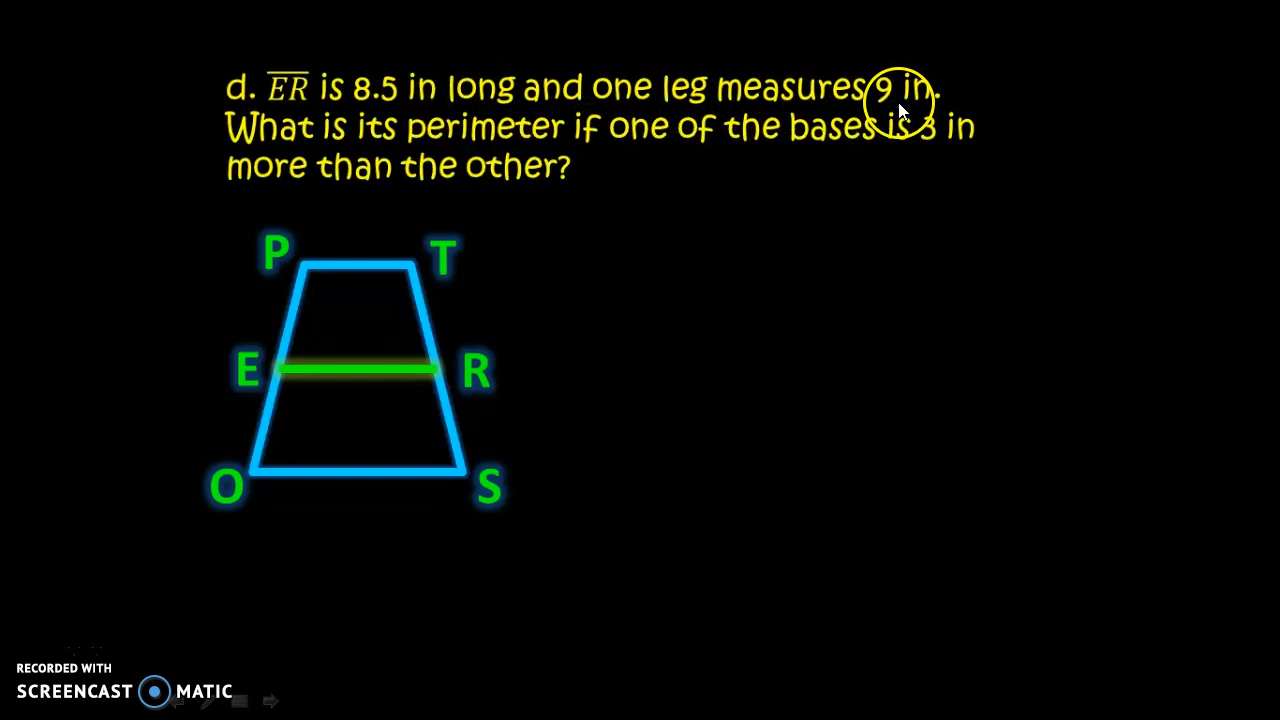 d. ER is 8.5 in long and one leg measures 9 in.
What is its perimeter if one of the bases is 3 in
more than the other?
P
T
E
R
O
S
RECORDED WITH
SCREENCAST MATIC